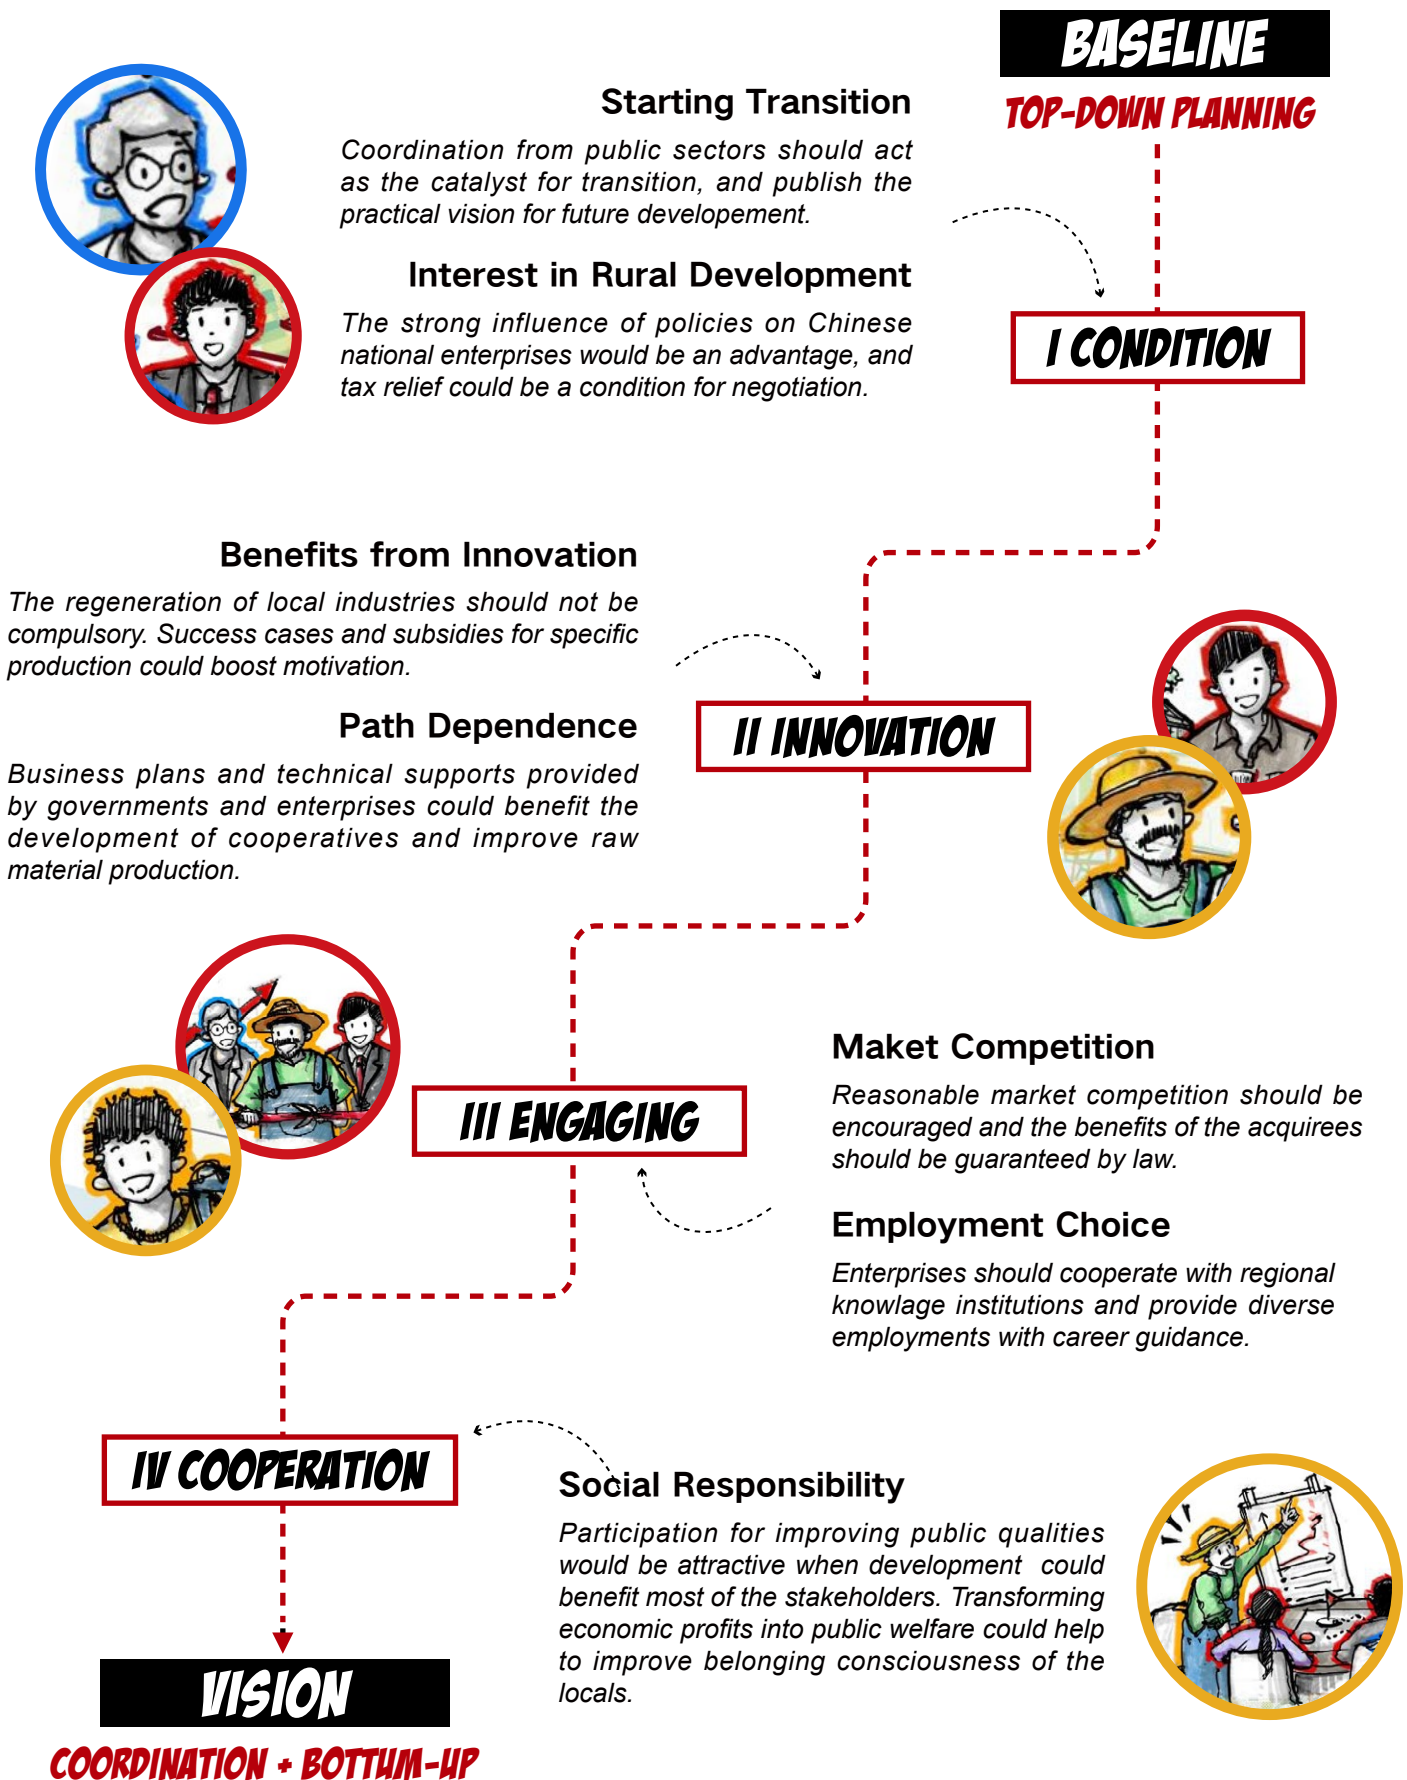 BASELINE
TOP-DOWN PLANNING
Starting Transition
Coordination from public sectors should act
as the catalyst for transition, and publish the
practical vision for future developement.
Interest in Rural Development
The strong influence of policies on Chinese
national enterprises would be an advantage, and
tax relief could be a condition for negotiation.
I CONDITION
Benefits from Innovation
The regeneration of local industries should not be
compulsory. Success cases and subsidies for specific
production could boost motivation.
Path Dependence
Business plans and technical supports provided
by governments and enterprises could benefit the
development of cooperatives and improve raw
material production.
II INNOVATION
III ENGAGING
Maket Competition
Reasonable market competition should be
encouraged and the benefits of the acquirees
should be guaranteed by law.
Employment Choice
Enterprises should cooperate with regional
knowlage institutions and provide diverse
employments with career guidance.
IV COOPERATION
Social Responsibility
Participation for improving public qualities
would be attractive when development could
benefit most of the stakeholders. Transforming
economic profits into public welfare could help
to improve belonging consciousness of the
locals.
VISION
COORDINATION + BOTTUM-UP